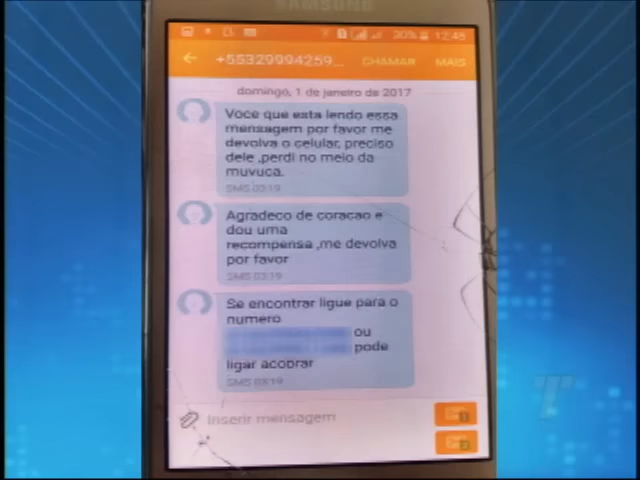 SAMSUNG
30% 12:45
+55329994259... CHAMAR MAIS
domingo, 1 de janeiro de 2017
Voce que esta lendo essa
mensagem por favor me
devolva o celular, preciso
dele ,perdi no meio da
muvuca.
SMS 03:19
Agradeco de coracao e
dou uma
recompensa ,me devolva
por favor
SMS 03:19
Se encontrar ligue para o
numero
ou
pode
ligar acobrar
SMS 03:19
Inserir mensagem
T